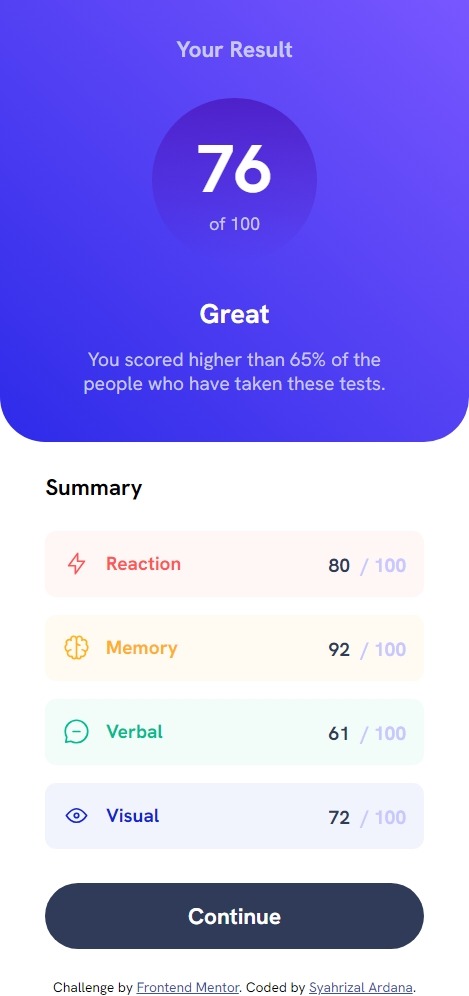 Your Result
76
of 100
Great
You scored higher than 65% of the
people who have taken these tests.
Summary
Reaction 80 / 100
Memory 92 / 100
Verbal 61 / 100
Visual 72 / 100
Continue
Challenge by Frontend Mentor. Coded by Syahrizal Ardana.